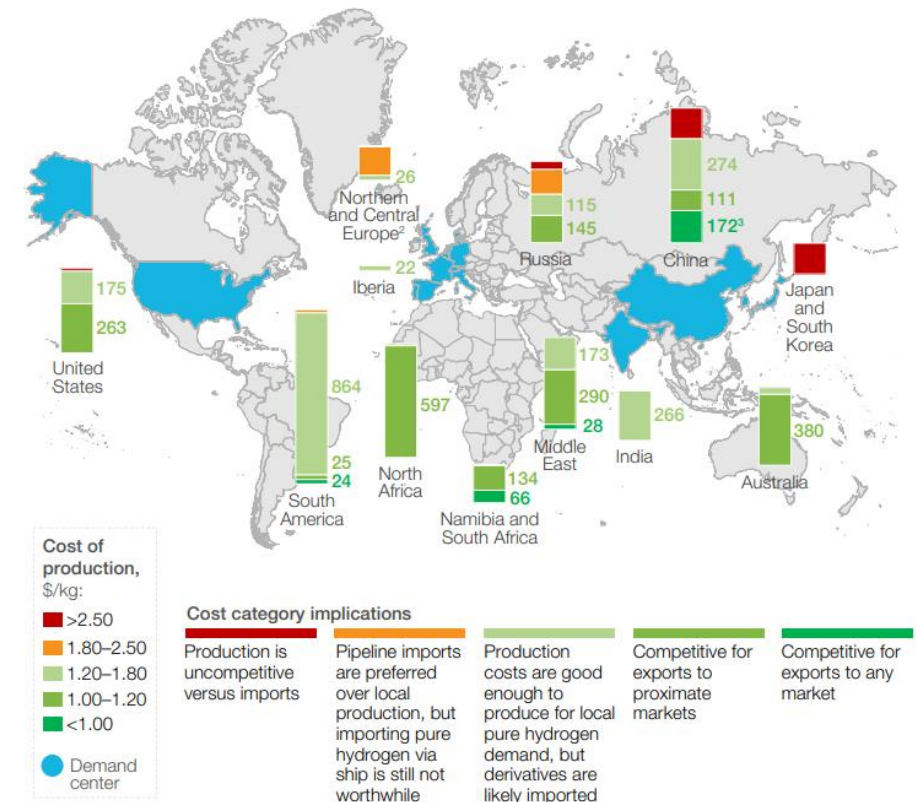 26
Northern
and Central
Europe²
22
Iberia
115
145
Russia
274
111
172³
China
Japan
and
South
Korea
175
263
United
States
864
25
24
South
America
597
North
Africa
134
66
Namibia and
South Africa
173
290
28
Middle
East
266
India
380
Australia
Cost of
production,
$/kg:
>2.50
1.80–2.50
1.20–1.80
1.00–1.20
<1.00
Demand
center
Cost category implications
Production is
uncompetitive
versus imports
Pipeline imports
are preferred
over local
production, but
importing pure
hydrogen via
ship is still not
worthwhile
Production
costs are good
enough to
produce for local
pure hydrogen
demand, but
derivatives are
likely imported
Competitive for
exports to
proximate
markets
Competitive for
exports to any
market